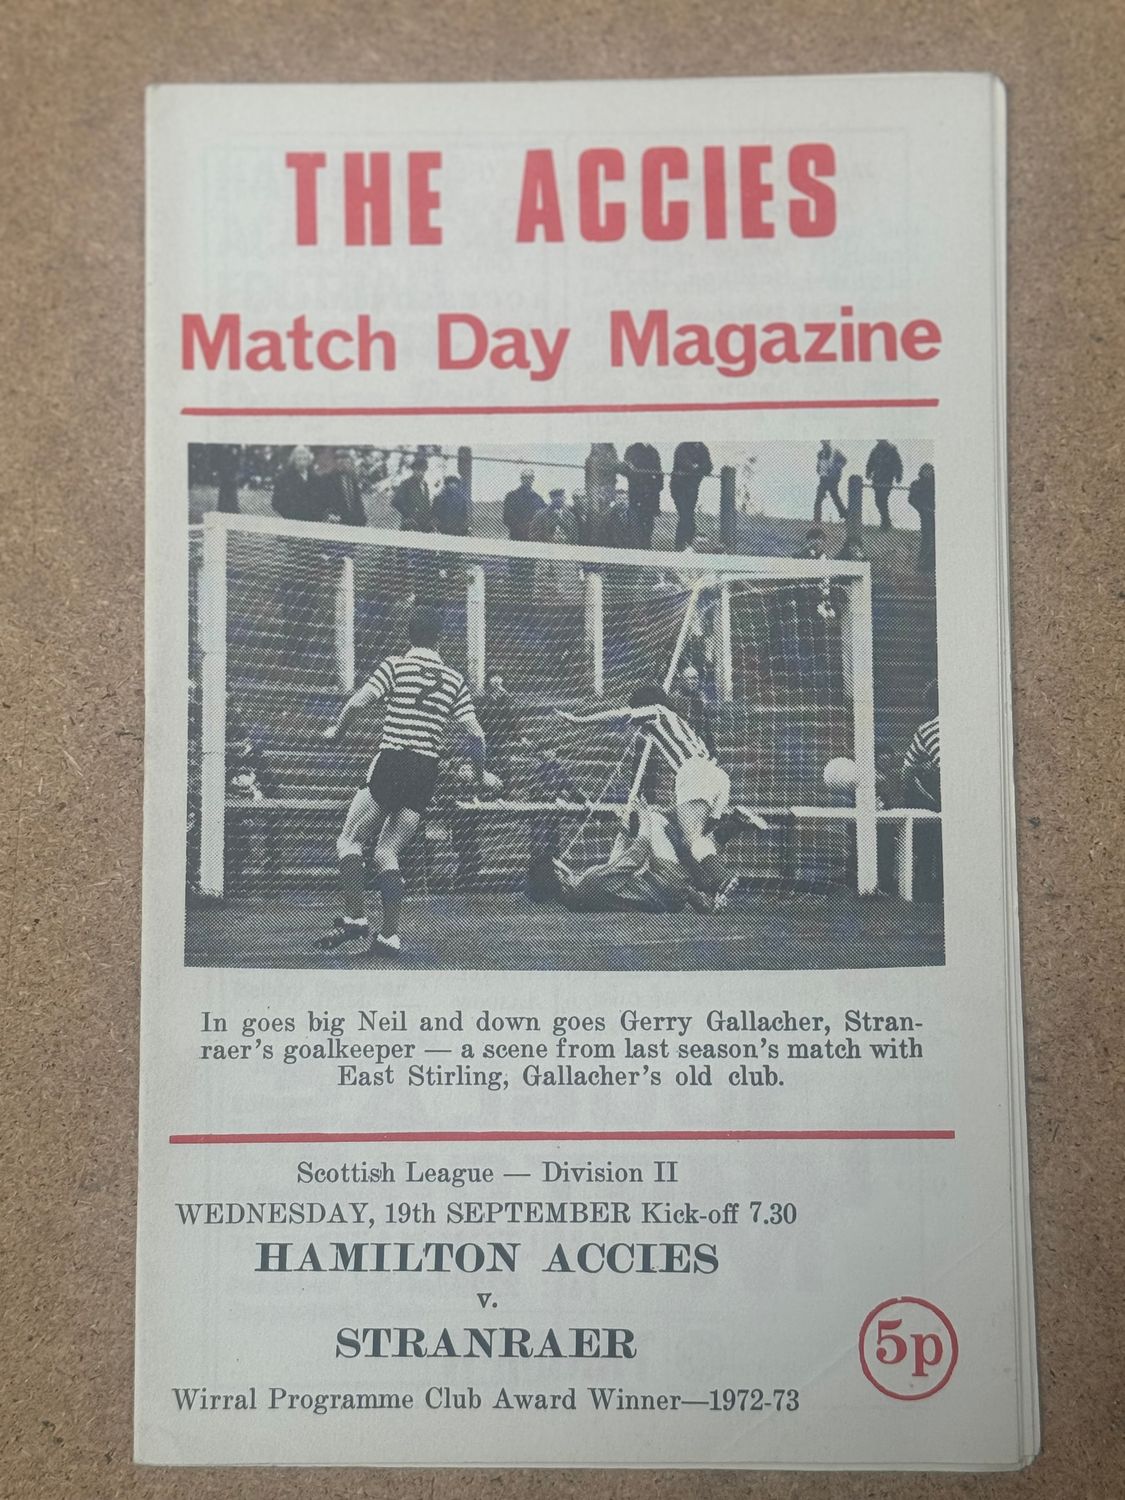 THE ACCIES
Match Day Magazine
2
In goes big Neil and down goes Gerry Gallacher, Stran-
raer's goalkeeper — a scene from last season's match with
East Stirling, Gallacher's old club.
Scottish League — Division II
WEDNESDAY, 19th SEPTEMBER Kick-off 7.30
HAMILTON ACCIES
v.
STRANRAER
5p
Wirral Programme Club Award Winner—1972-73